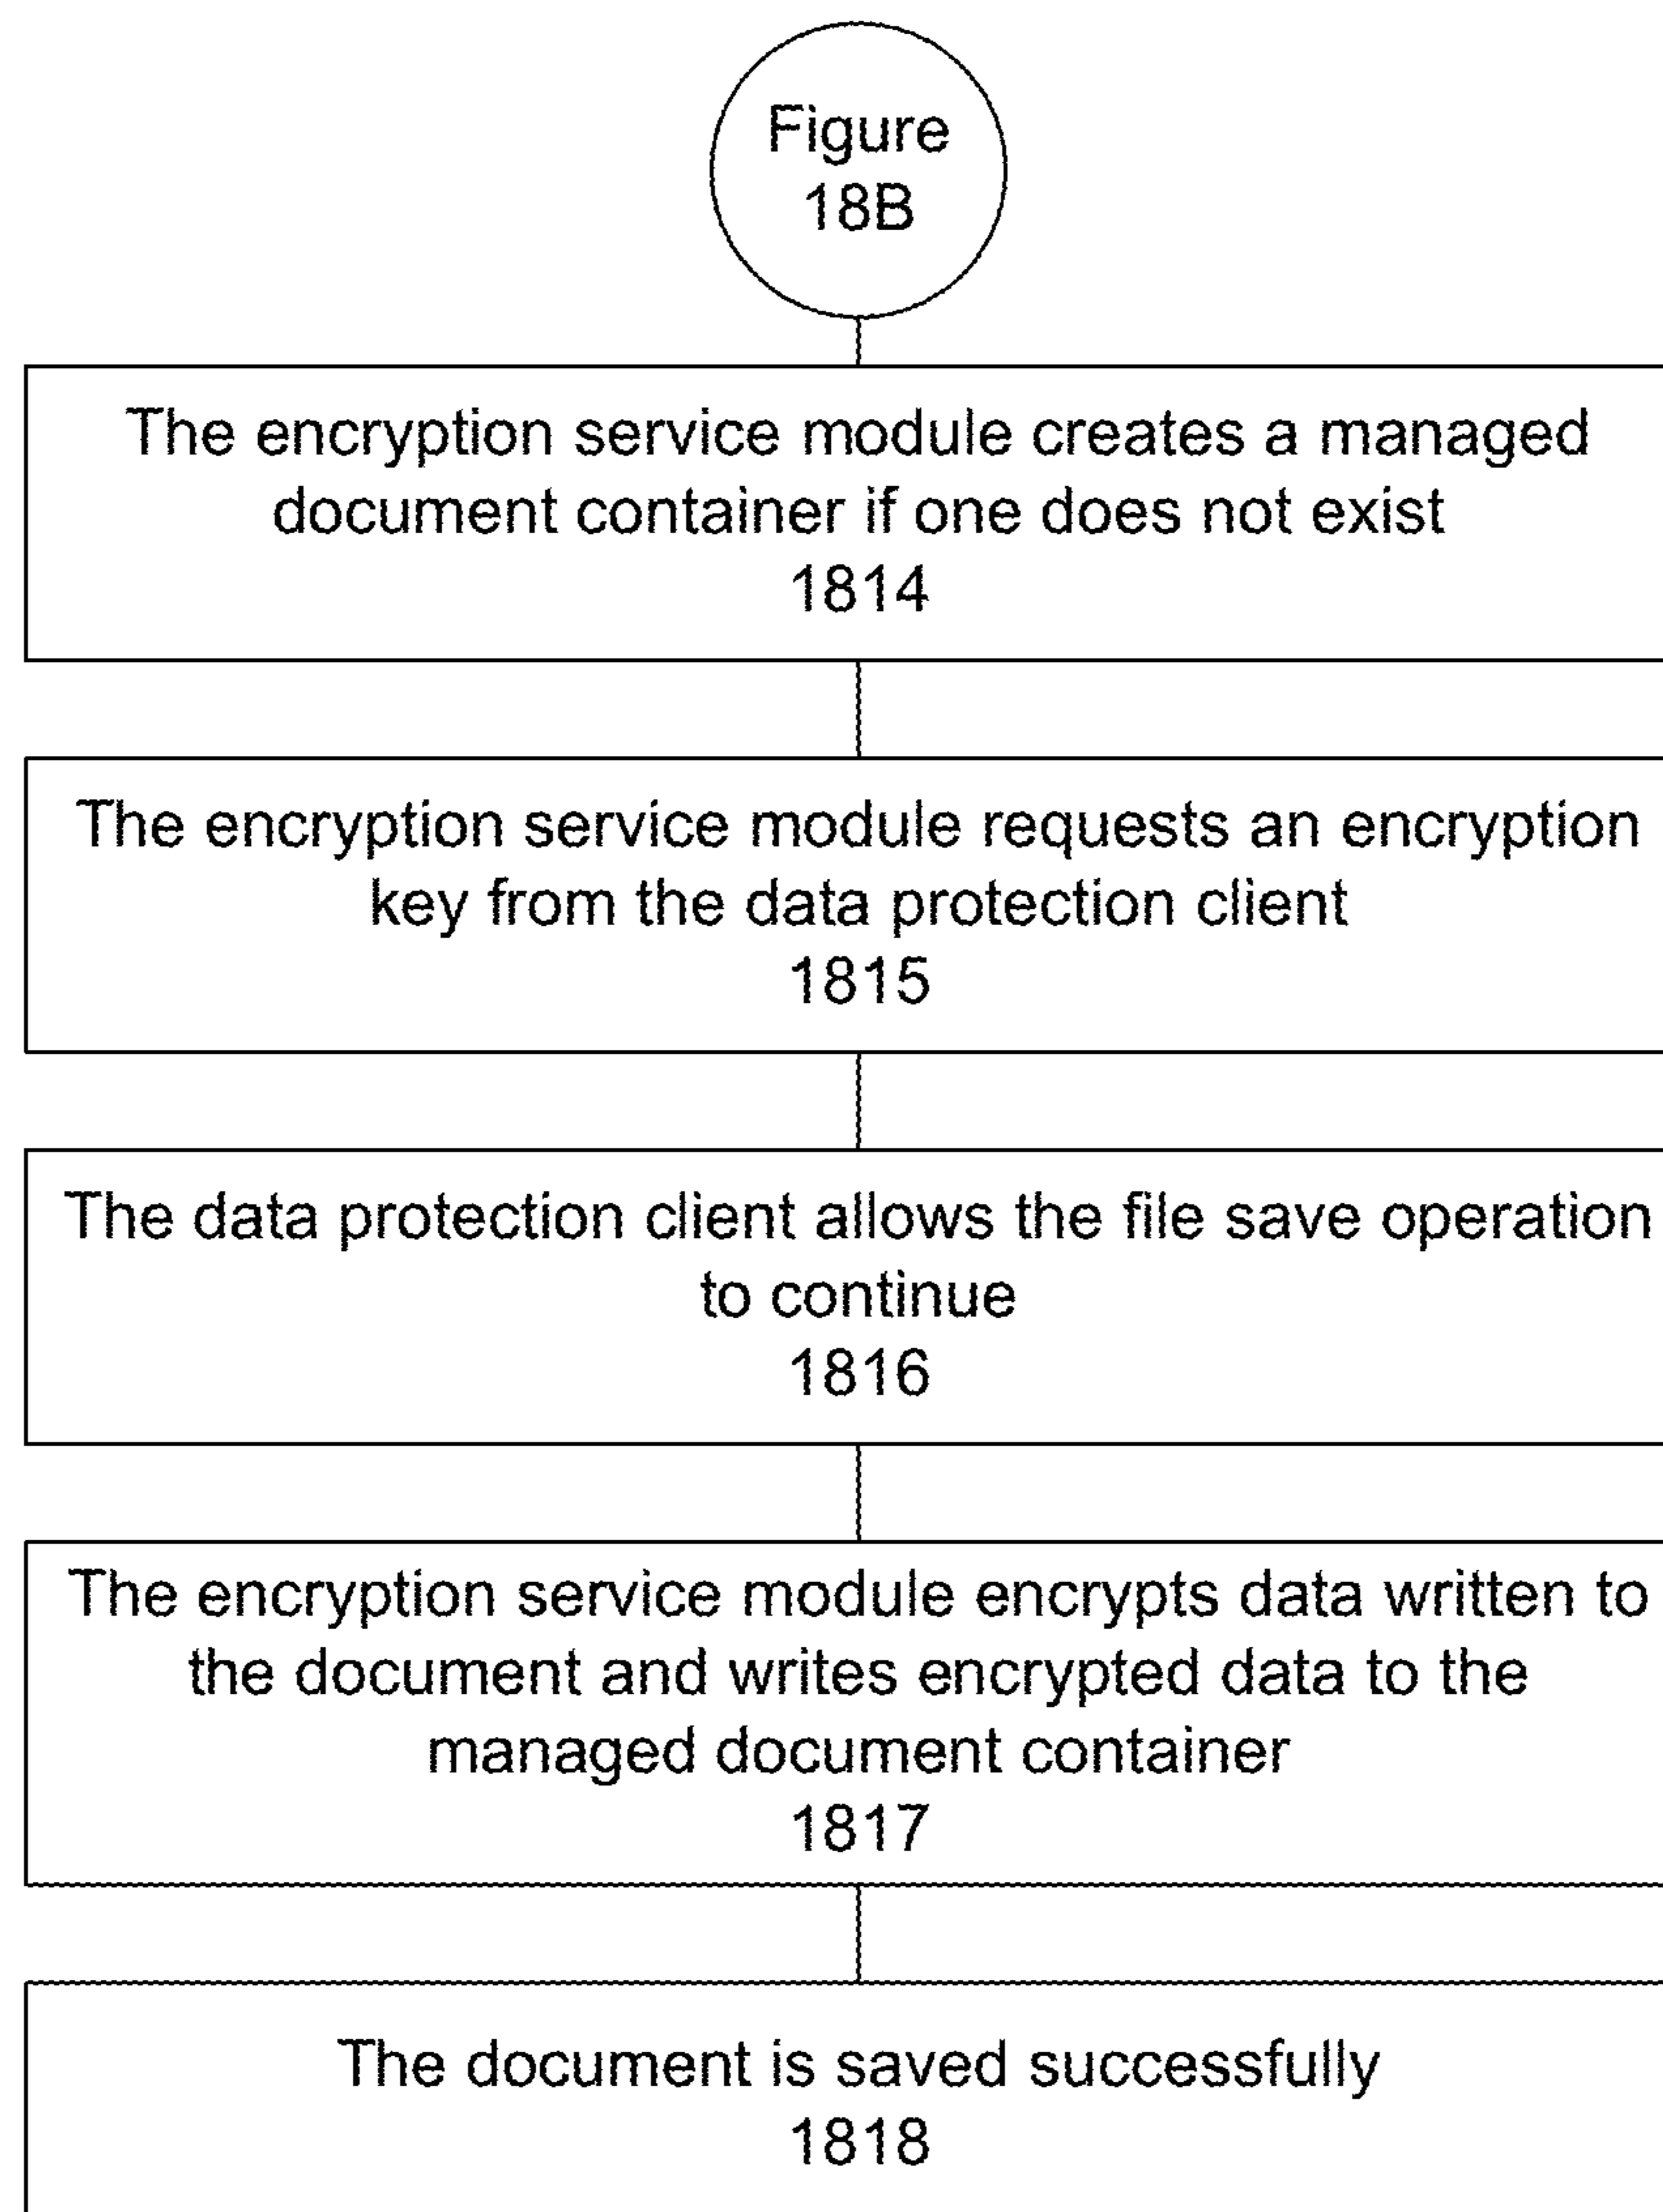 Figure
18B
The encryption service module creates a managed
document container if one does not exist
1814
The encryption service module requests an encryption
key from the data protection client
1815
The data protection client allows the file save operation
to continue
1816
The encryption service module encrypts data written to
the document and writes encrypted data to the
managed document container
1817
The document is saved successfully
1818